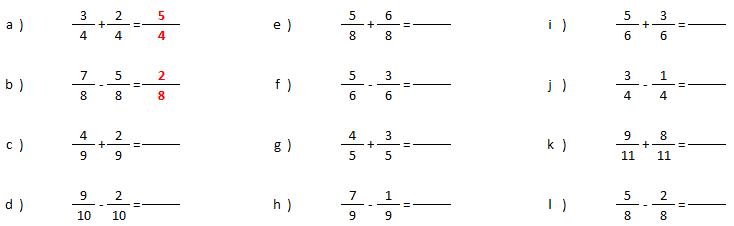 a ) 3/4 + 2/4 = 5/4 e ) 5/8 + 6/8 = i ) 5/6 + 3/6 =
b ) 7/8 - 5/8 = 2/8 f ) 5/6 - 3/6 = j ) 3/4 - 1/4 =
c ) 4/9 + 2/9 = g ) 4/5 + 3/5 = k ) 9/11 + 8/11 =
d ) 9/10 - 2/10 = h ) 7/9 - 1/9 = l ) 5/8 - 2/8 =